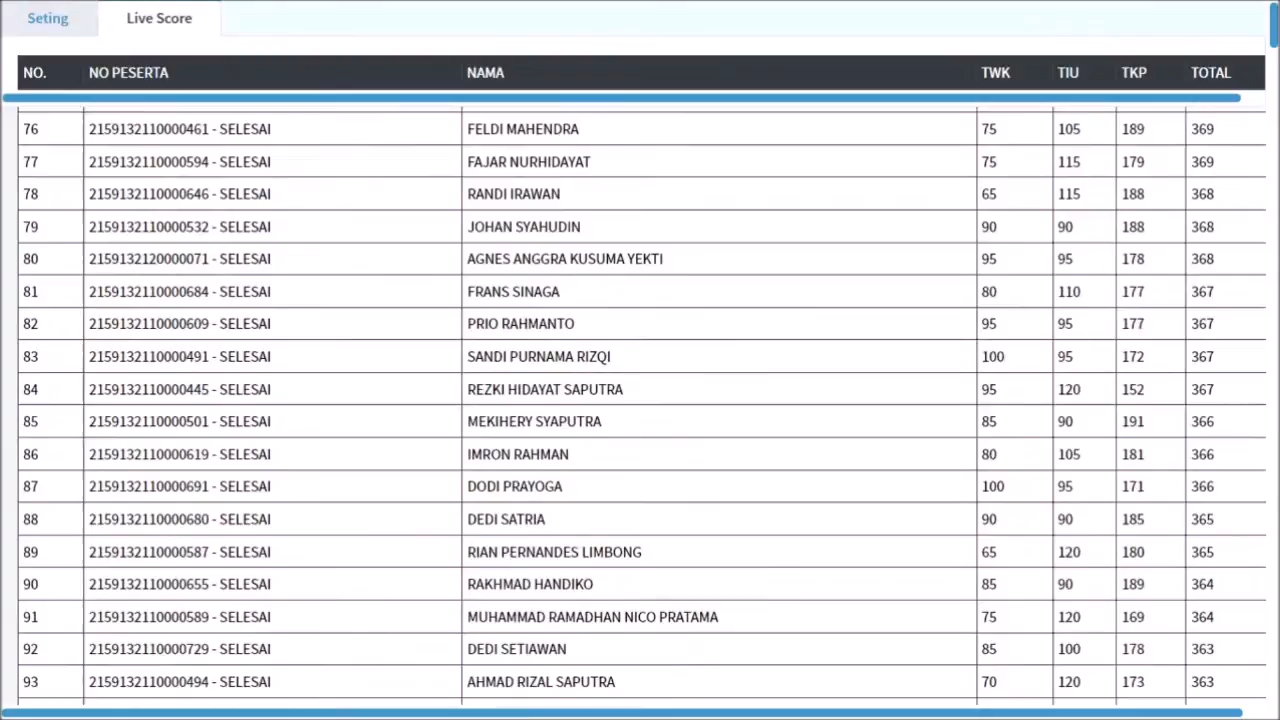 Seting Live Score
NO. NO PESERTA NAMA TWK TIU TKP TOTAL
76 2159132110000461 - SELESAI FELDI MAHENDRA 75 105 189 369
77 2159132110000594 - SELESAI FAJAR NURHIDAYAT 75 115 179 369
78 2159132110000646 - SELESAI RANDI IRAWAN 65 115 188 368
79 2159132110000532 - SELESAI JOHAN SYAHUDIN 90 90 188 368
80 2159132120000071 - SELESAI AGNES ANGGRA KUSUMA YEKTI 95 95 178 368
81 2159132110000684 - SELESAI FRANS SINAGA 80 110 177 367
82 2159132110000609 - SELESAI PRIO RAHMANTO 95 95 177 367
83 2159132110000491 - SELESAI SANDI PURNAMA RIZQI 100 95 172 367
84 2159132110000445 - SELESAI REZKI HIDAYAT SAPUTRA 95 120 152 367
85 2159132110000501 - SELESAI MEKIHERY SYAPUTRA 85 90 191 366
86 2159132110000619 - SELESAI IMRON RAHMAN 80 105 181 366
87 2159132110000691 - SELESAI DODI PRAYOGA 100 95 171 366
88 2159132110000680 - SELESAI DEDI SATRIA 90 90 185 365
89 2159132110000587 - SELESAI RIAN PERNANDES LIMBONG 65 120 180 365
90 2159132110000655 - SELESAI RAKHMAD HANDIKO 85 90 189 364
91 2159132110000589 - SELESAI MUHAMMAD RAMADHAN NICO PRATAMA 75 120 169 364
92 2159132110000729 - SELESAI DEDI SETIAWAN 85 100 178 363
93 2159132110000494 - SELESAI AHMAD RIZAL SAPUTRA 70 120 173 363